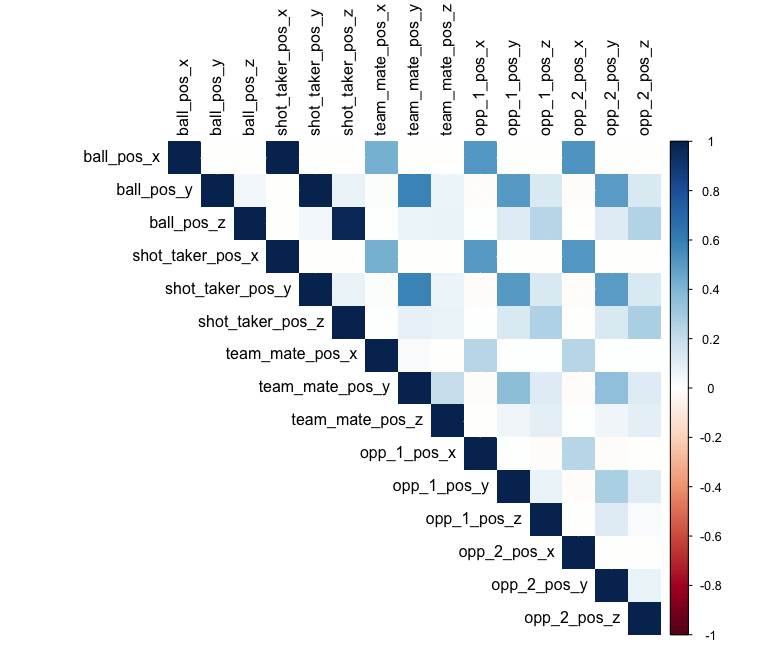 ball_pos_x
ball_pos_y
ball_pos_z
shot_taker_pos_x
shot_taker_pos_y
shot_taker_pos_z
team_mate_pos_x
team_mate_pos_y
team_mate_pos_z
opp_1_pos_x
opp_1_pos_y
opp_1_pos_z
opp_2_pos_x
opp_2_pos_y
opp_2_pos_z
ball_pos_x
ball_pos_y
ball_pos_z
shot_taker_pos_x
shot_taker_pos_y
shot_taker_pos_z
team_mate_pos_x
team_mate_pos_y
team_mate_pos_z
opp_1_pos_x
opp_1_pos_y
opp_1_pos_z
opp_2_pos_x
opp_2_pos_y
opp_2_pos_z
1
0.8
0.6
0.4
0.2
0
-0.2
-0.4
-0.6
-0.8
-1